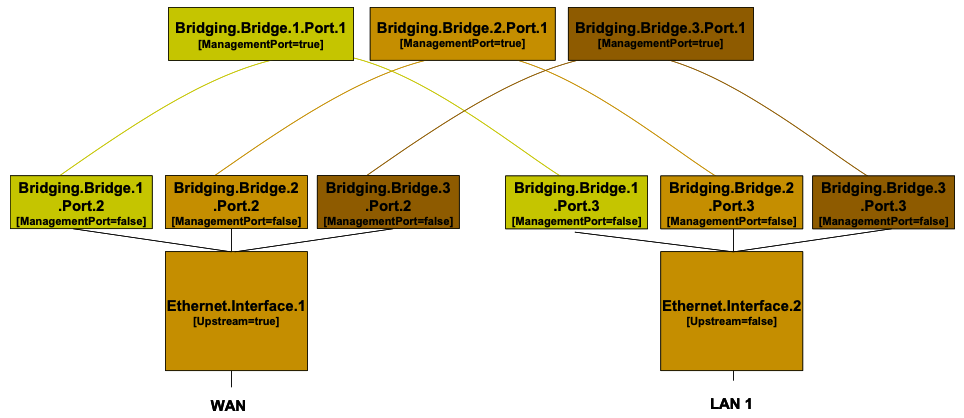 Bridging.Bridge.1.Port.1
[ManagementPort=true]
Bridging.Bridge.2.Port.1
[ManagementPort=true]
Bridging.Bridge.3.Port.1
[ManagementPort=true]
Bridging.Bridge.1
.Port.2
[ManagementPort=false]
Bridging.Bridge.2
.Port.2
[ManagementPort=false]
Bridging.Bridge.3
.Port.2
[ManagementPort=false]
Bridging.Bridge.1
.Port.3
[ManagementPort=false]
Bridging.Bridge.2
.Port.3
[ManagementPort=false]
Bridging.Bridge.3
.Port.3
[ManagementPort=false]
Ethernet.Interface.1
[Upstream=true]
Ethernet.Interface.2
[Upstream=false]
WAN
LAN 1